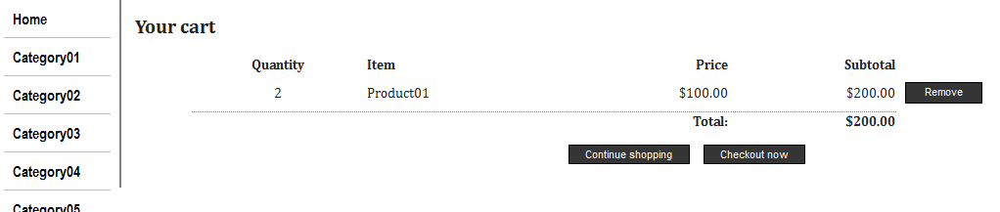 Home
Category01
Category02
Category03
Category04
Category05
Your cart
Quantity Item Price Subtotal
2 Product01 $100.00 $200.00 Remove
Total: $200.00
Continue shopping Checkout now